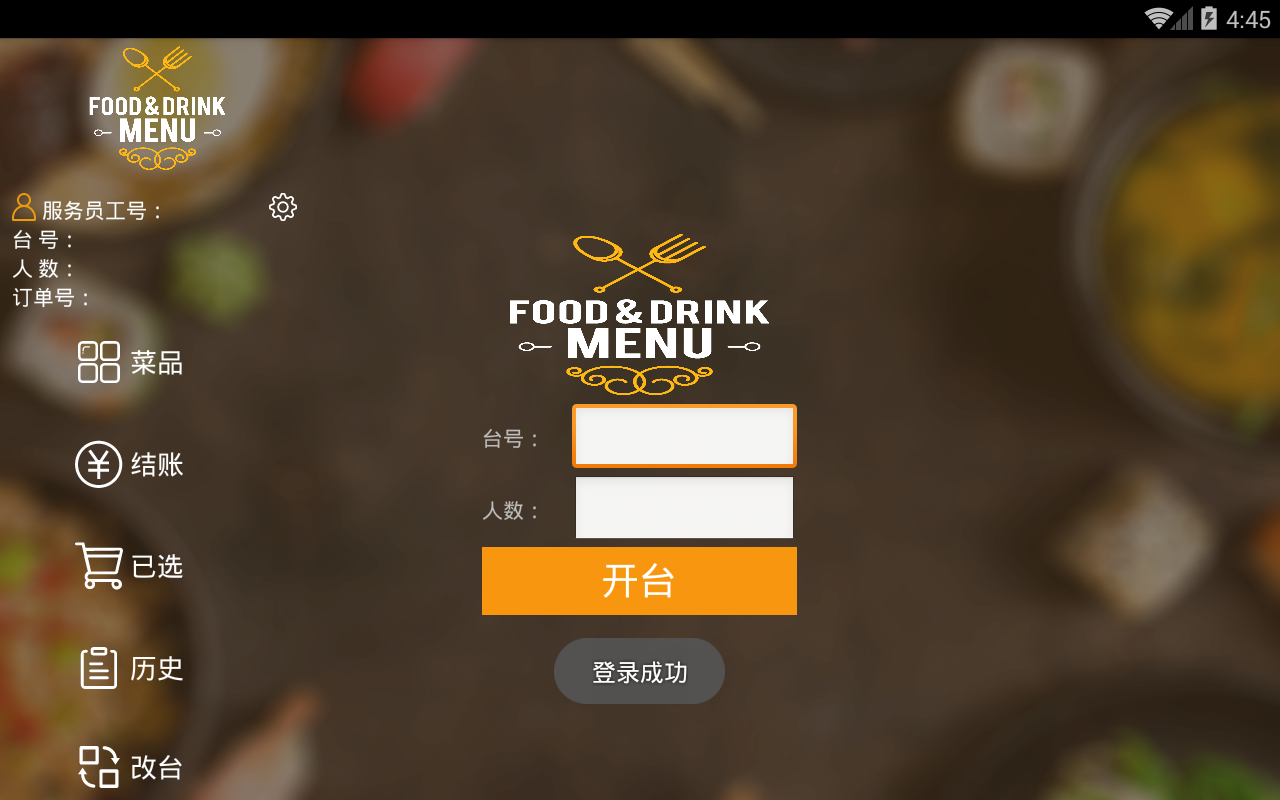 4:45
FOOD & DRINK
MENU
服务员工号：
台 号：
人 数：
订单号：
菜品
结账
已选
历史
改台
FOOD & DRINK
MENU
台号：
人数：
开台
登录成功